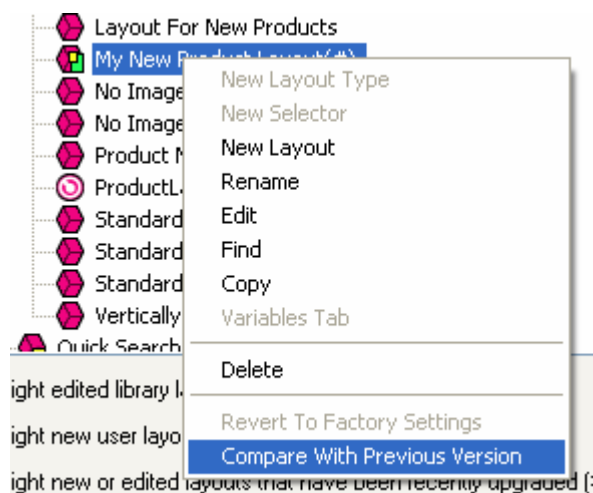 Layout For New Products
My New Product Layout(#)
No Image
No Image
Product
ProductL
Standard
Standard
Standard
Vertically
Quick Search
New Layout Type
New Selector
New Layout
Rename
Edit
Find
Copy
Variables Tab
Delete
Revert To Factory Settings
Compare With Previous Version
ight edited library
ight new user layo
ight new or edited layouts that have been recently upgraded